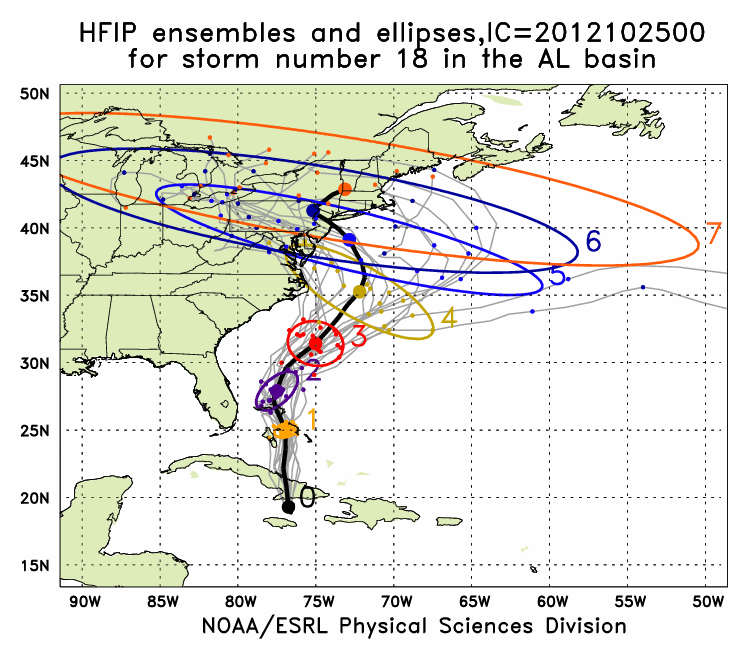 HFIP ensembles and ellipses,IC=2012102500
for storm number 18 in the AL basin
50N
45N
40N
35N
30N
25N
20N
15N
7
6
5
4
3
2
1
0
90W 85W 80W 75W 70W 65W 60W 55W 50W
NOAA/ESRL Physical Sciences Division